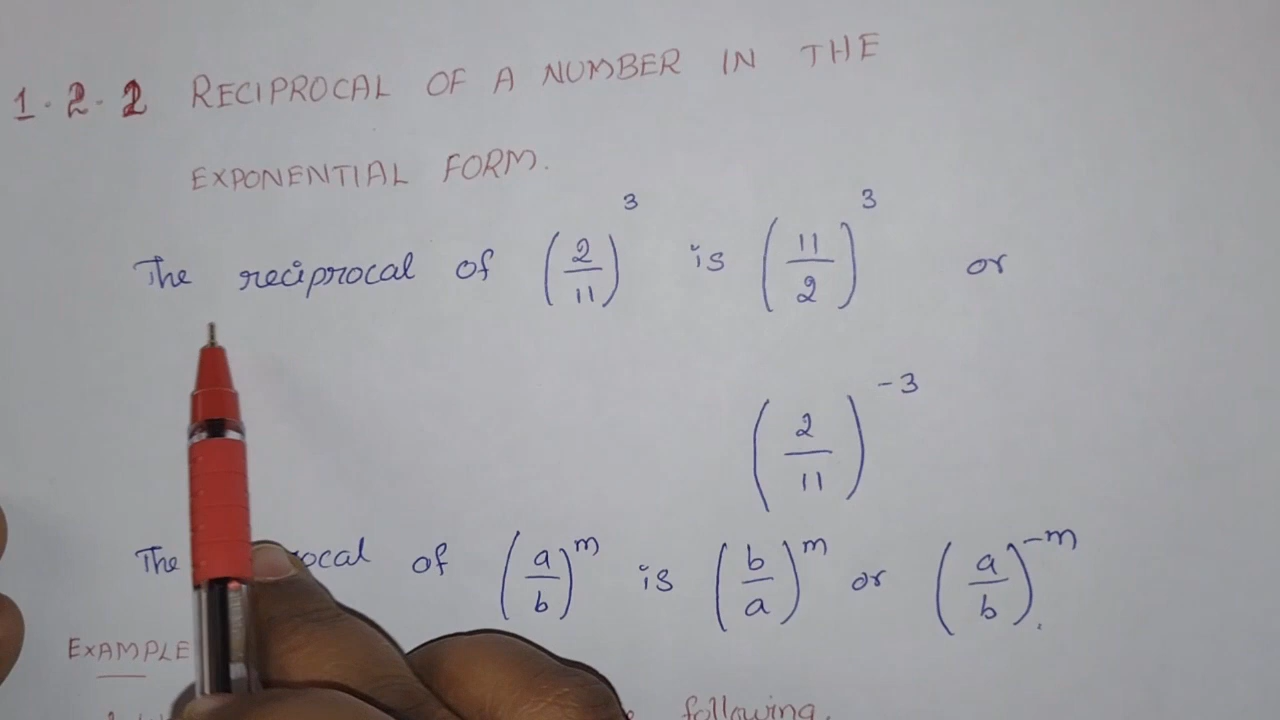 1.2.2 RECIPROCAL OF A NUMBER IN THE
EXPONENTIAL FORM.
The reciprocal of (2/11)^3 is (11/2)^3 or
(2/11)^-3
The of (a/b)^m is (b/a)^m or (a/b)^-m.
EXAMPLE
following.